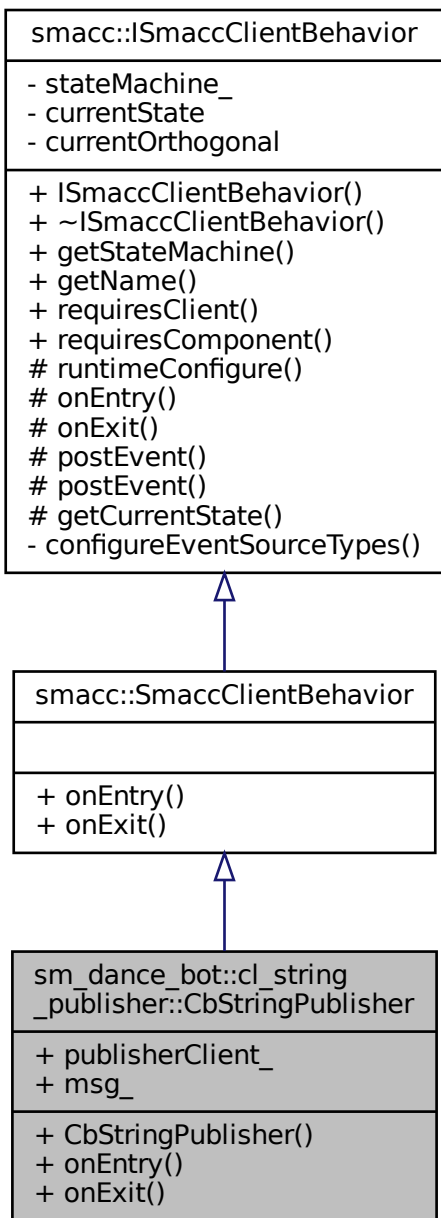 smacc::ISmaccClientBehavior
- stateMachine_
- currentState
- currentOrthogonal
+ ISmaccClientBehavior()
+ ~ISmaccClientBehavior()
+ getStateMachine()
+ getName()
+ requiresClient()
+ requiresComponent()
# runtimeConfigure()
# onEntry()
# onExit()
# postEvent()
# postEvent()
# getCurrentState()
- configureEventSourceTypes()
smacc::SmaccClientBehavior
+ onEntry()
+ onExit()
sm_dance_bot::cl_string
_publisher::CbStringPublisher
+ publisherClient_
+ msg_
+ CbStringPublisher()
+ onEntry()
+ onExit()